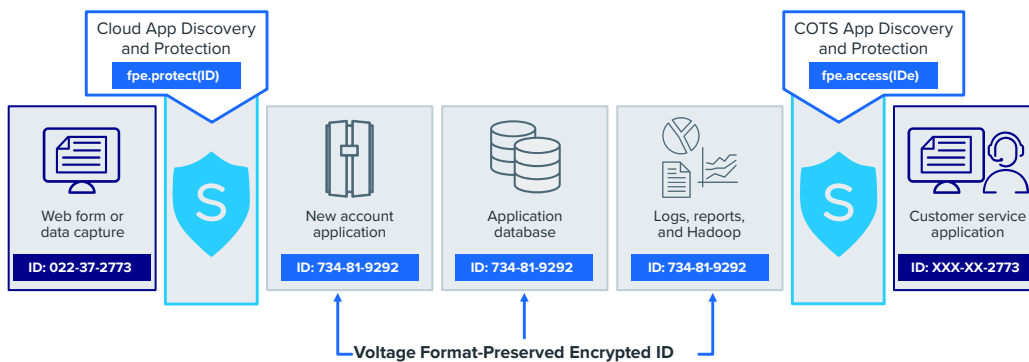 Cloud App Discovery
and Protection
fpe.protect(ID)
COTS App Discovery
and Protection
fpe.access(IDe)
S
S
Web form or
data capture
ID: 022-37-2773
New account
application
ID: 734-81-9292
Application
database
ID: 734-81-9292
Logs, reports,
and Hadoop
ID: 734-81-9292
Customer service
application
ID: XXX-XX-2773
Voltage Format-Preserved Encrypted ID